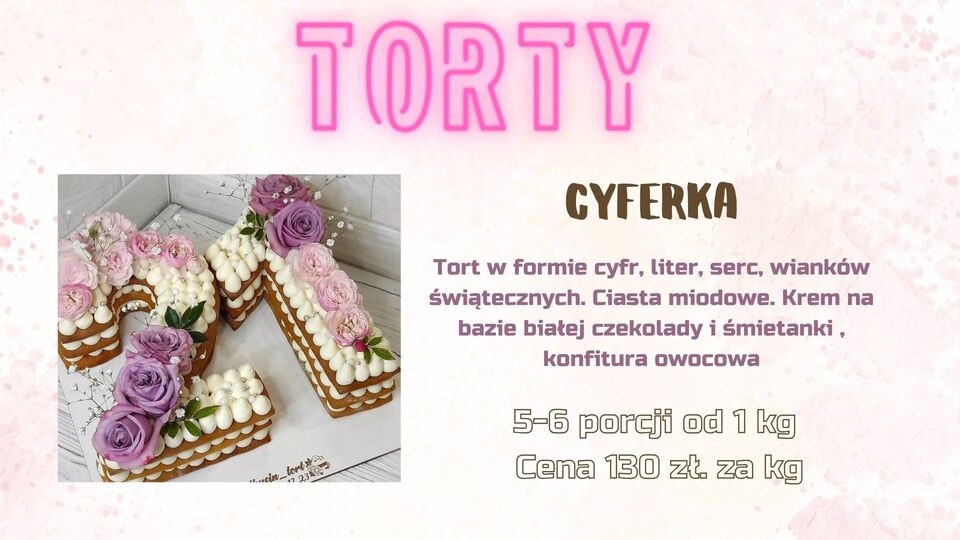 TORTY
CYFERKA
Tort w formie cyfr, liter, serc, wianków
świątecznych. Ciasta miodowe. Krem na
bazie białej czekolady i śmietanki ,
konfitura owocowa
5-6 porcji od 1 kg
Cena 130 zł. za kg